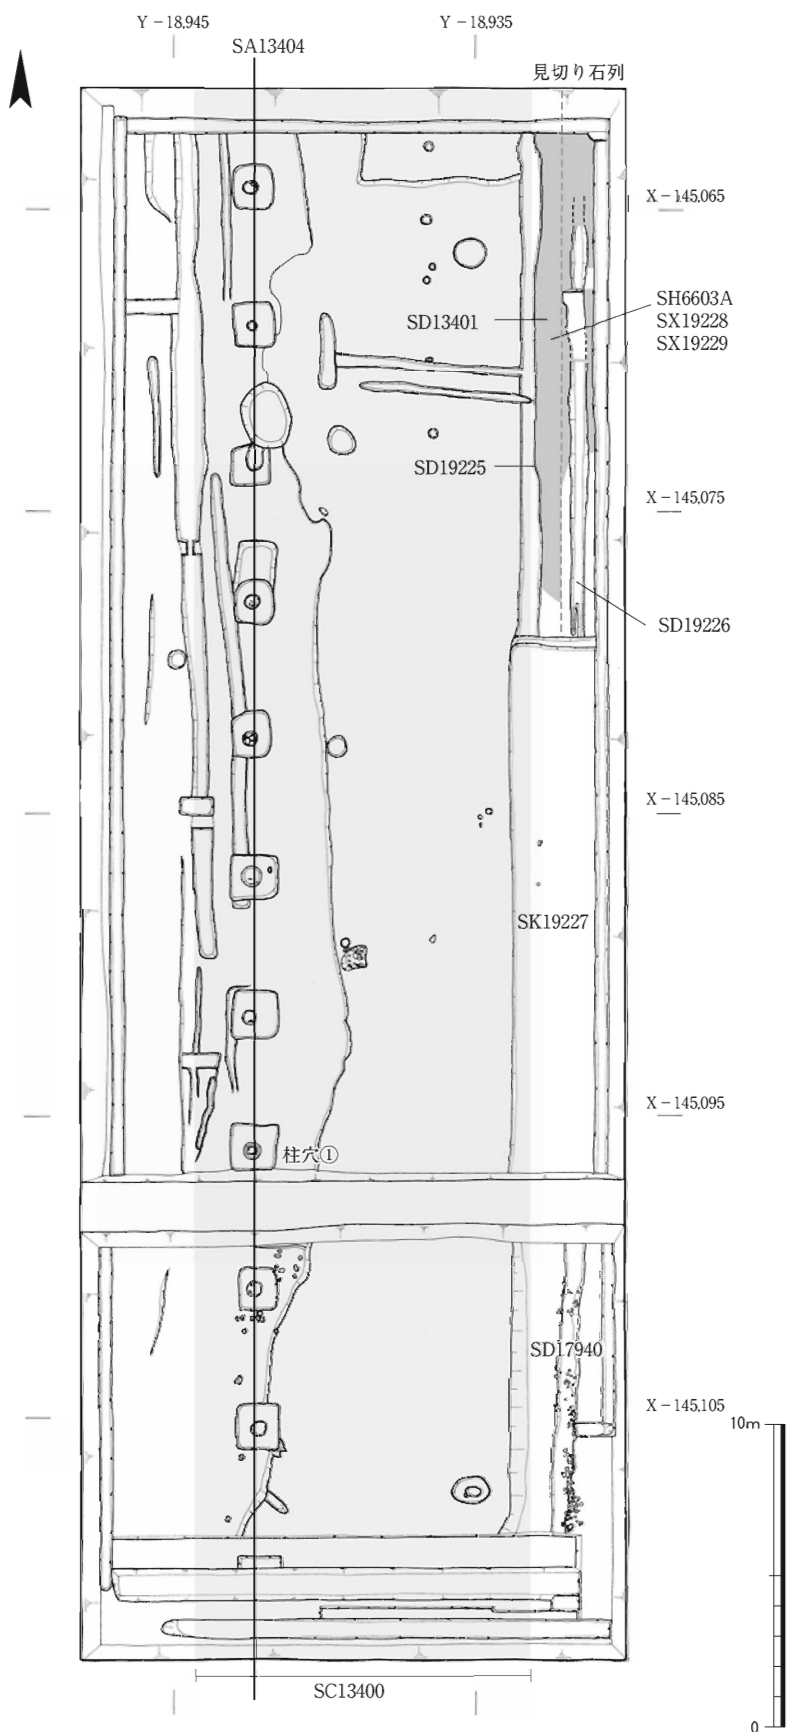 Y－18,945
Y－18,935
SA13404
見切り石列
X－145,065
SD13401
SH6603A
SX19228
SX19229
SD19225
X－145,075
SD19226
X－145,085
SK19227
X－145,095
柱穴①
SD17940
X－145,105
10m
0
SC13400